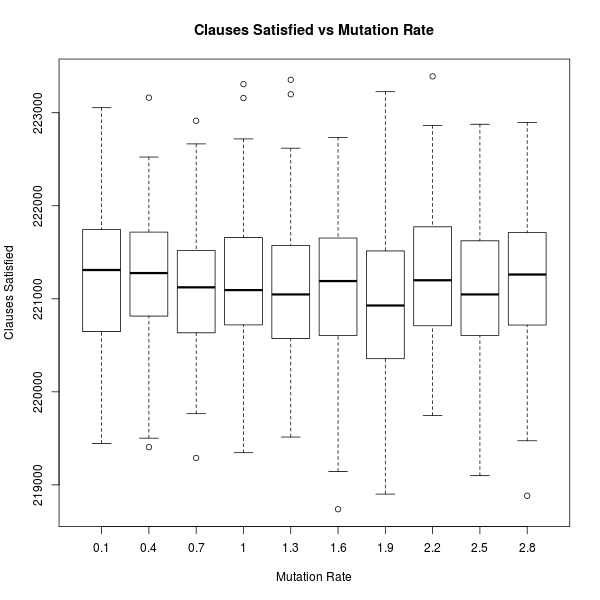 Clauses Satisfied vs Mutation Rate
Clauses Satisfied
223000
222000
221000
220000
219000
0.1 0.4 0.7 1 1.3 1.6 1.9 2.2 2.5 2.8
Mutation Rate